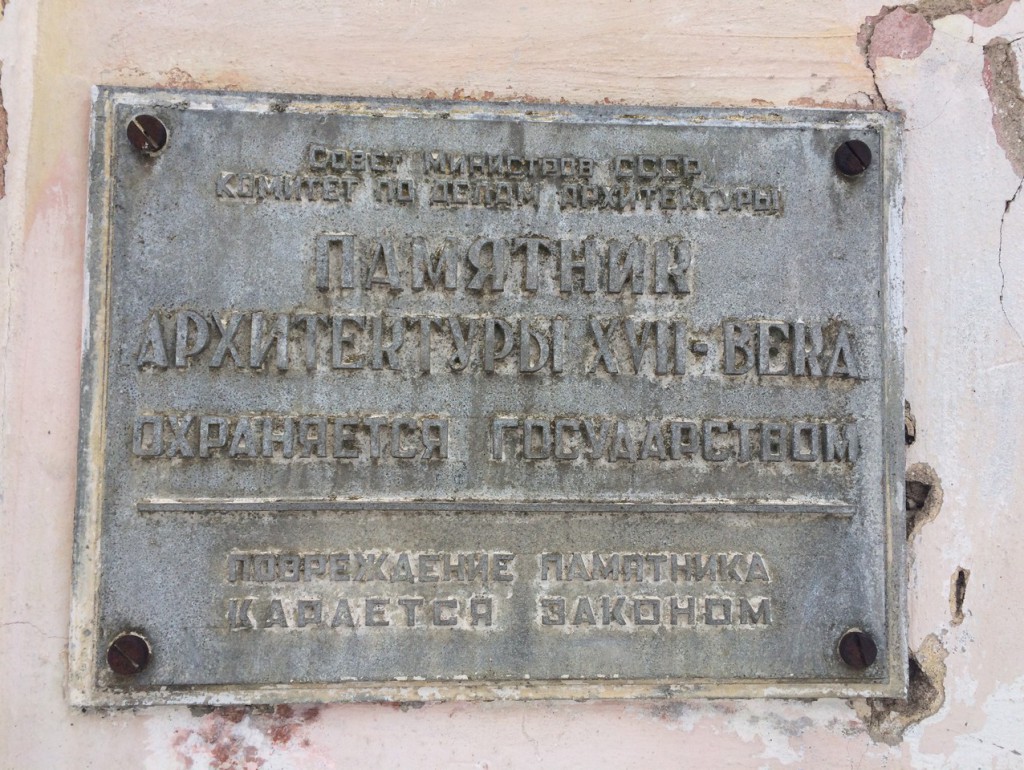 Совет министров СССР
Комитет по делам архитектуры
ПАМЯТНИК
АРХИТЕКТУРЫ XVII-ВЕКА
ОХРАНЯЕТСЯ ГОСУДАРСТВОМ
ПОВРЕЖДЕНИЕ ПАМЯТНИКА
КАРАЕТСЯ ЗАКОНОМ